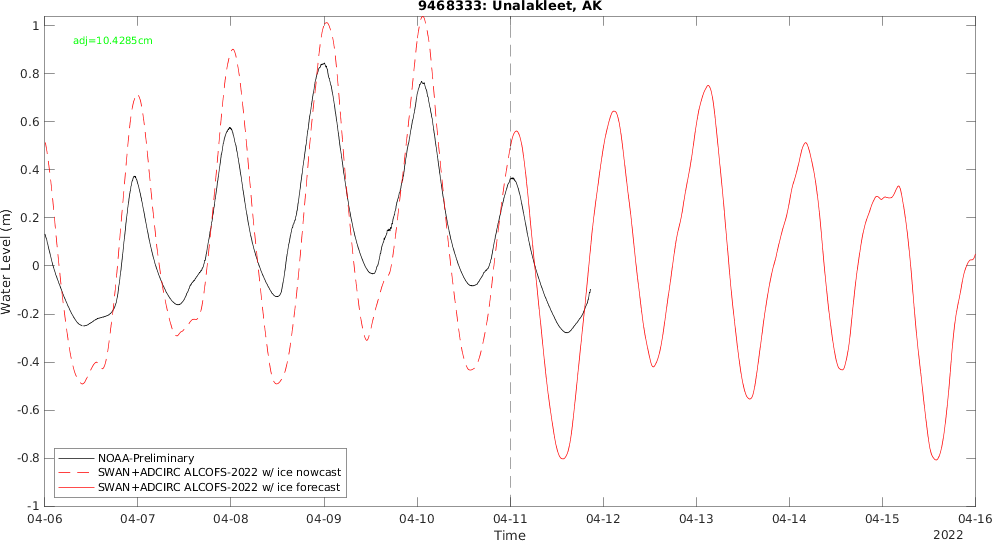 9468333: Unalakleet, AK
adj=10.4285cm
1
0.8
0.6
0.4
0.2
0
-0.2
-0.4
-0.6
-0.8
-1
Water Level (m)
NOAA-Preliminary
SWAN+ADCIRC ALCOFS-2022 w/ ice nowcast
SWAN+ADCIRC ALCOFS-2022 w/ ice forecast
04-06 04-07 04-08 04-09 04-10 04-11 04-12 04-13 04-14 04-15 04-16
Time
2022